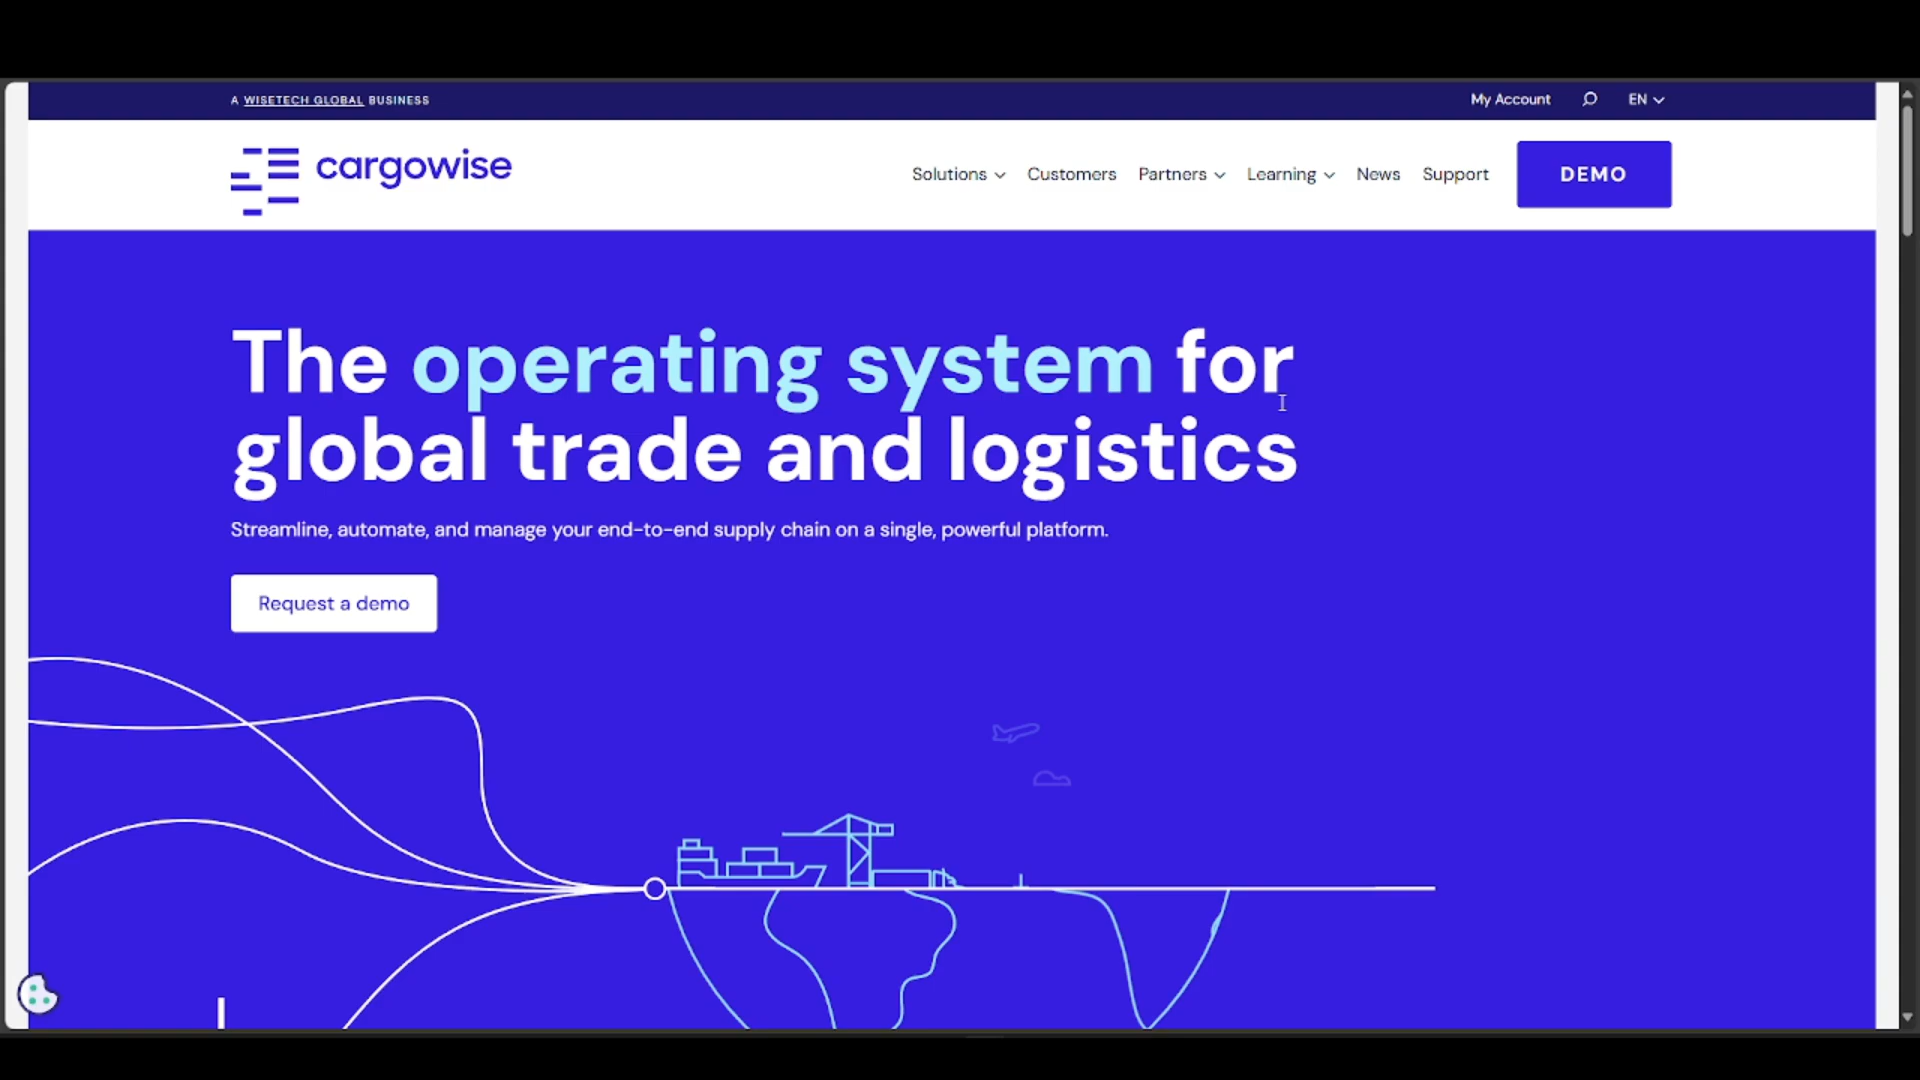 A WISETECH GLOBAL BUSINESS
My Account
EN
cargowise
Solutions
Customers
Partners
Learning
News
Support
DEMO
The operating system for
global trade and logistics
Streamline, automate, and manage your end-to-end supply chain on a single, powerful platform.
Request a demo